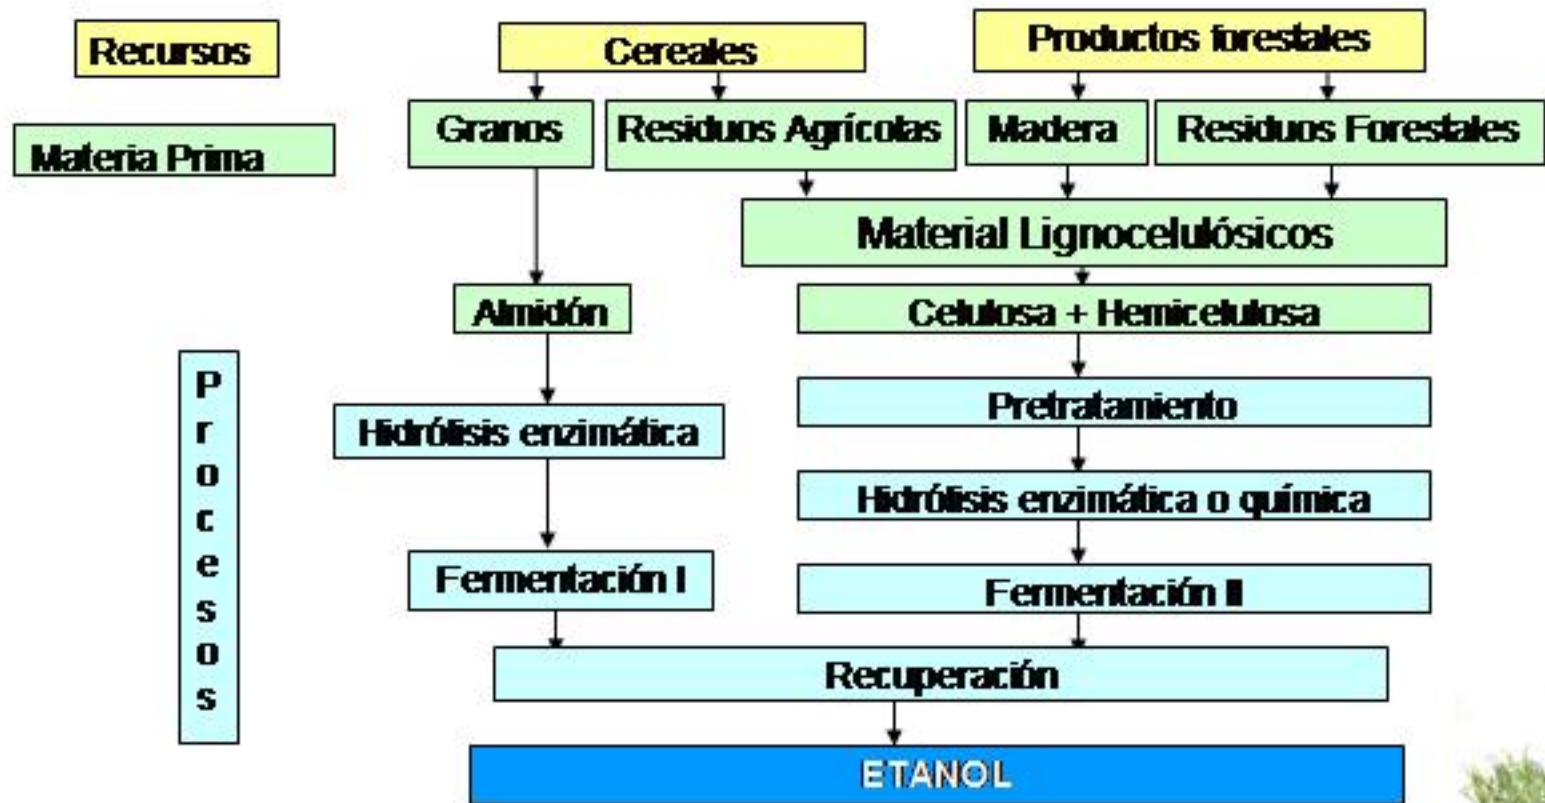 Recursos
Cereales
Productos forestales
Materia Prima
Granos
Residuos Agrícolas
Madera
Residuos Forestales
Material Lignocelulósicos
Almidón
Celulosa + Hemicelulosa
Procesos
Hidrólisis enzimática
Pretratamiento
Hidrólisis enzimática o química
Fermentación I
Fermentación II
Recuperación
ETANOL